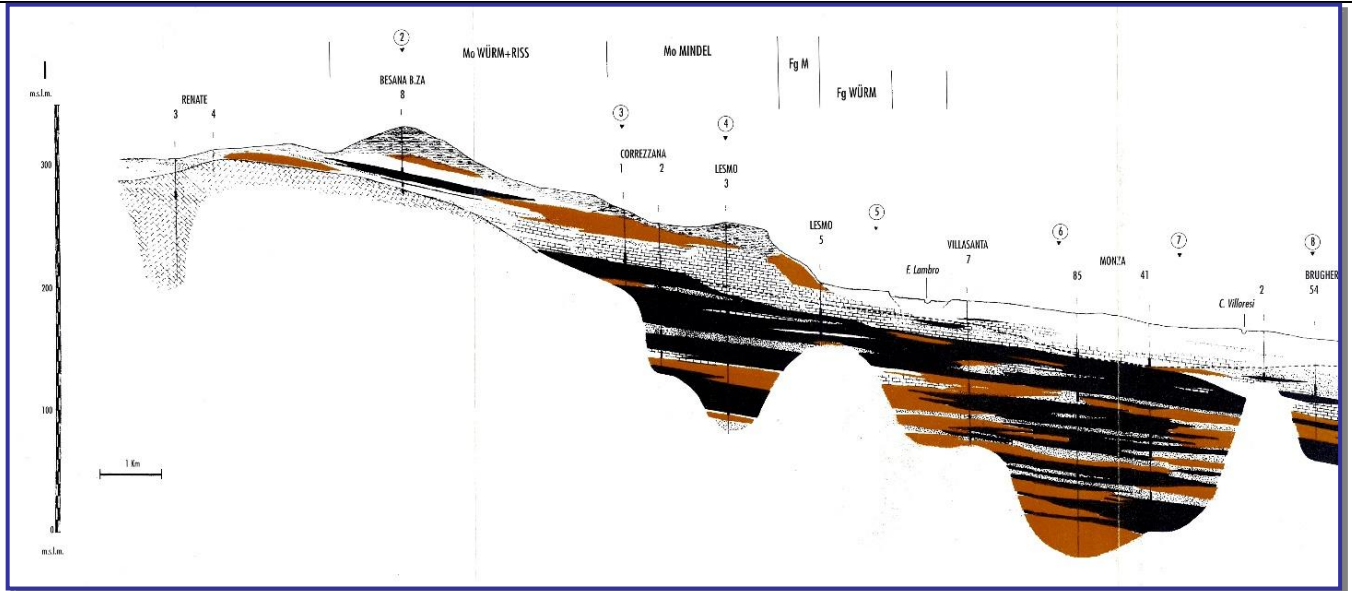 2
Mo WÜRM+RISS
Mo MINDEL
Fg M
Fg WÜRM
m.s.l.m.
RENATE
3 4
BESANA B.ZA
8
3
4
CORREZZANA
1 2
LESMO
3
LESMO
5
5
F. Lambro
VILLASANTA
7
6
MONZA
85 41
7
C. Villoresi
2
8
BRUGHER
54
300
200
100
0
m.s.l.m.
1 Km